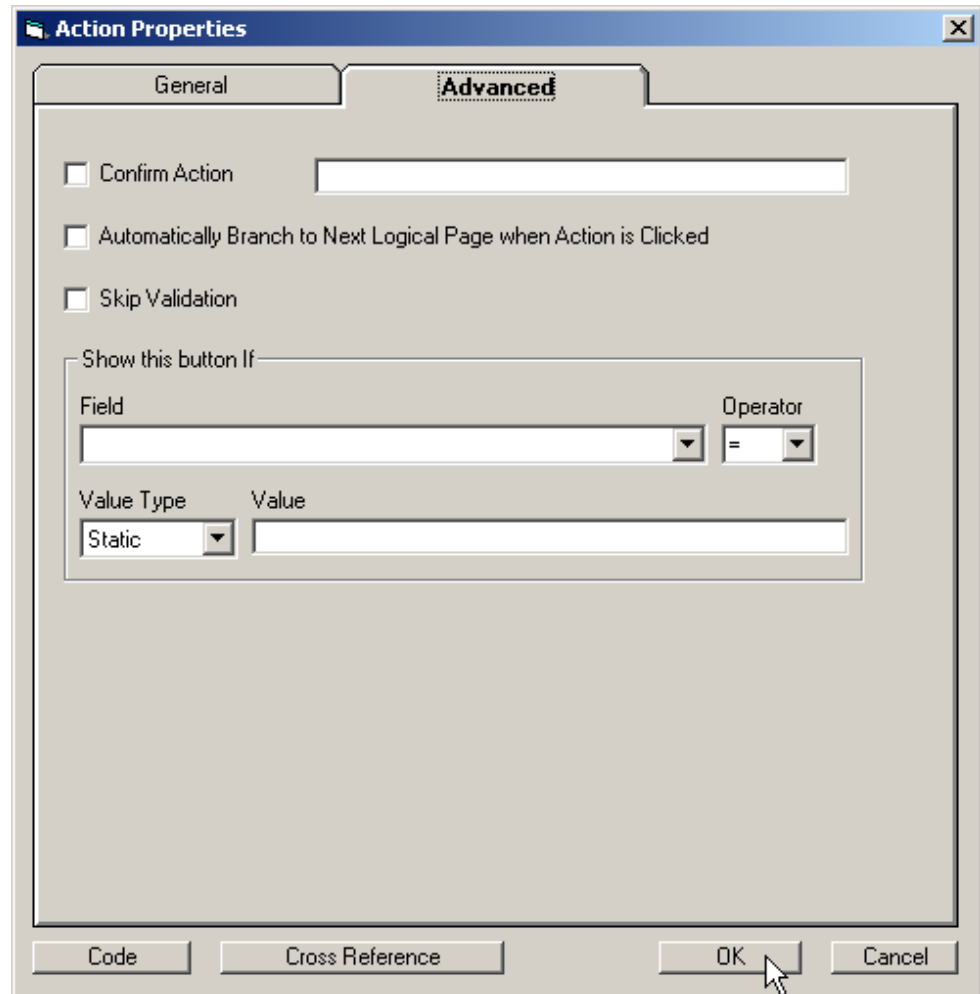 Action Properties
General Advanced
Confirm Action
Automatically Branch to Next Logical Page when Action is Clicked
Skip Validation
Show this button If
Field Operator
=
Value Type Value
Static
Code Cross Reference OK Cancel